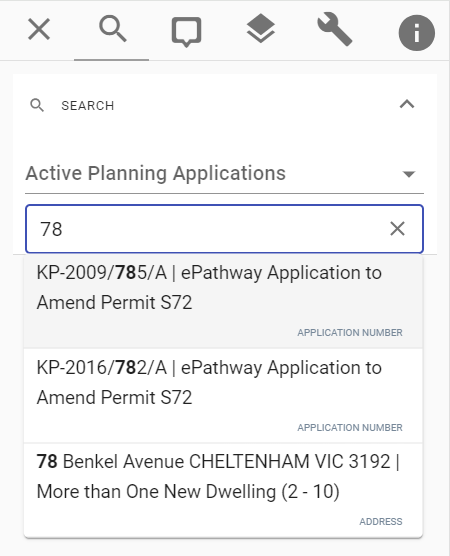 SEARCH
Active Planning Applications
78
KP-2009/785/A | ePathway Application to
Amend Permit S72
APPLICATION NUMBER
KP-2016/782/A | ePathway Application to
Amend Permit S72
APPLICATION NUMBER
78 Benkel Avenue CHELTENHAM VIC 3192 |
More than One New Dwelling (2 - 10)
ADDRESS